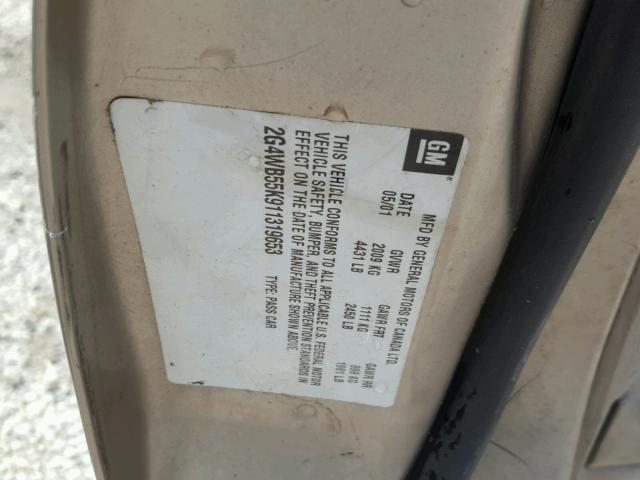 GM
MFD BY GENERAL MOTORS OF CANADA LTD.
DATE GVWR GAWR FRT GAWR RR
05/01 2009 KG 1111 KG 898 KG
4431 LB 2450 LB 1981 LB
THIS VEHICLE CONFORMS TO ALL APPLICABLE U.S. FEDERAL MOTOR
VEHICLE SAFETY, BUMPER, AND THEFT PREVENTION STANDARDS IN
EFFECT ON THE DATE OF MANUFACTURE SHOWN ABOVE.
2G4WB55K911319653 TYPE: PASS CAR